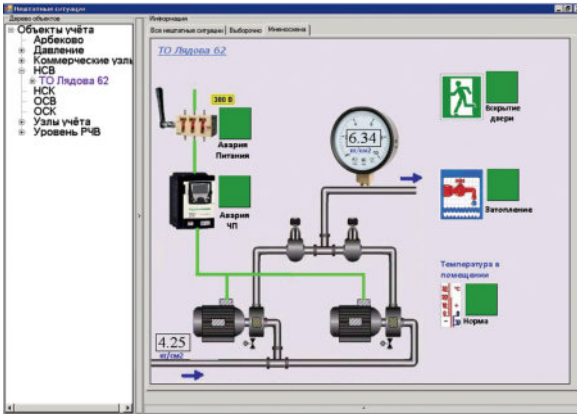 Нештатные ситуации
Дерево объектов
Объекты учёта
Арбеково
Давление
Коммерческие узлы
НСВ
ТО Лядова 62
НСК
ОСВ
ОСК
Узлы учёта
Уровень РЧВ
Информация
Все нештатные ситуации
Выборочно
Мнемосхема
ТО Лядова 62
380 В
Авария
Питания
Авария
ЧП
6.34
кг/см2
Вскрытие
двери
Затопление
Температура в
помещении
Норма
4.25
кг/см2